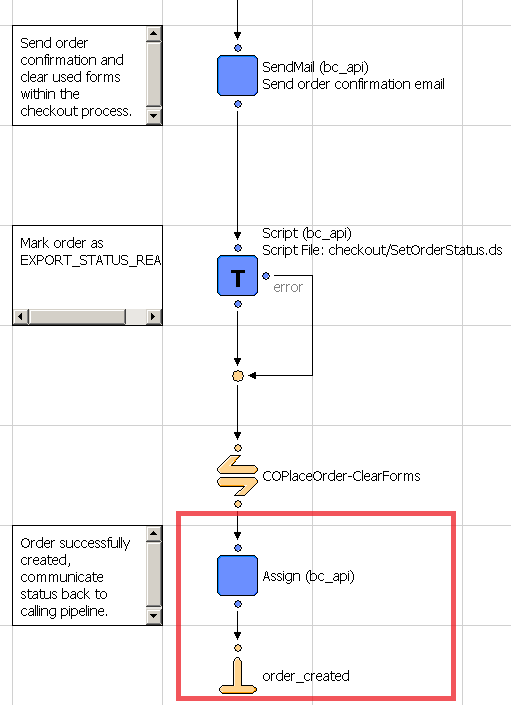 Send order
confirmation and
clear used forms
within the
checkout process.
SendMail (bc_api)
Send order confirmation email
Mark order as
EXPORT_STATUS_REA
Script (bc_api)
Script File: checkout/SetOrderStatus.ds
T
error
COPlaceOrder-ClearForms
Order successfully
created,
communicate
status back to
calling pipeline.
Assign (bc_api)
order_created